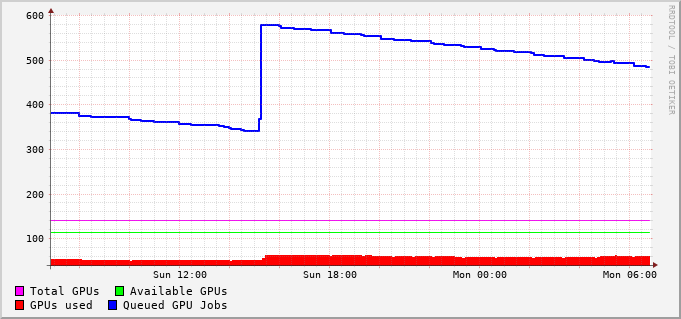 600
500
400
300
200
100
Sun 12:00 Sun 18:00 Mon 00:00 Mon 06:00
Total GPUs Available GPUs
GPUs used Queued GPU Jobs
RRDTOOL / TOBI OETIKER